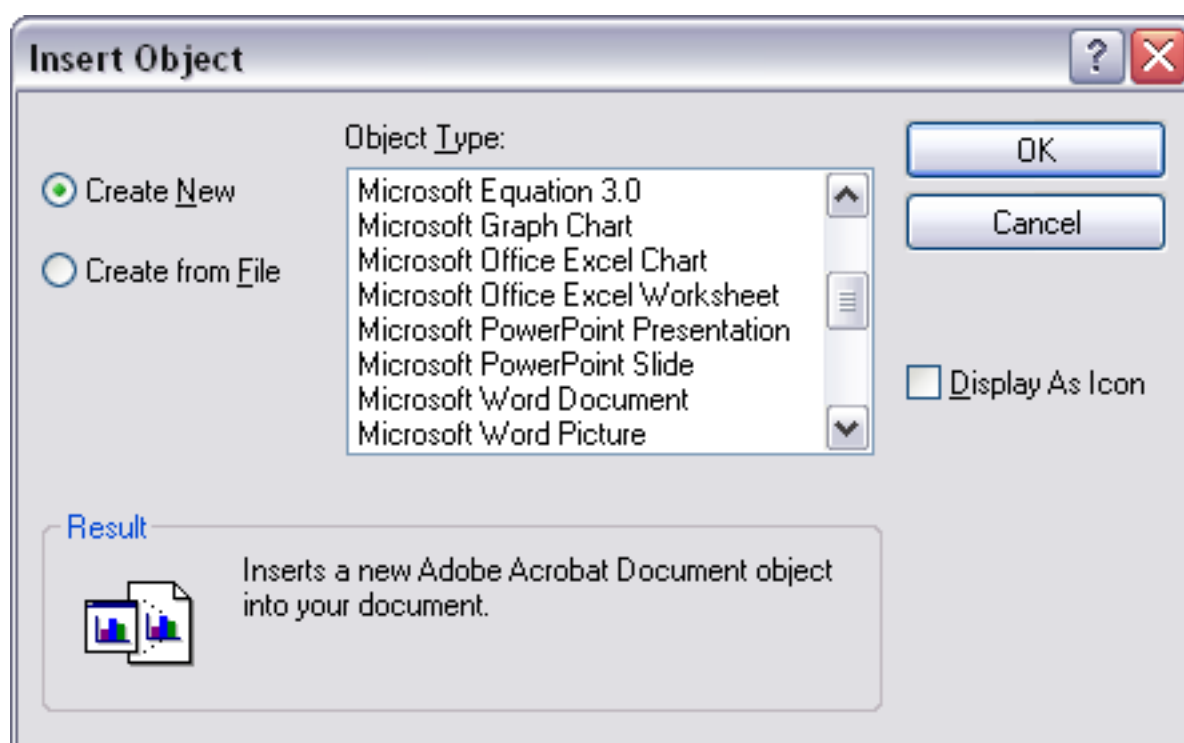 Insert Object
?
Object Type:
Create New
Create from File
Microsoft Equation 3.0
Microsoft Graph Chart
Microsoft Office Excel Chart
Microsoft Office Excel Worksheet
Microsoft PowerPoint Presentation
Microsoft PowerPoint Slide
Microsoft Word Document
Microsoft Word Picture
OK
Cancel
Display As Icon
Result
Inserts a new Adobe Acrobat Document object
into your document.